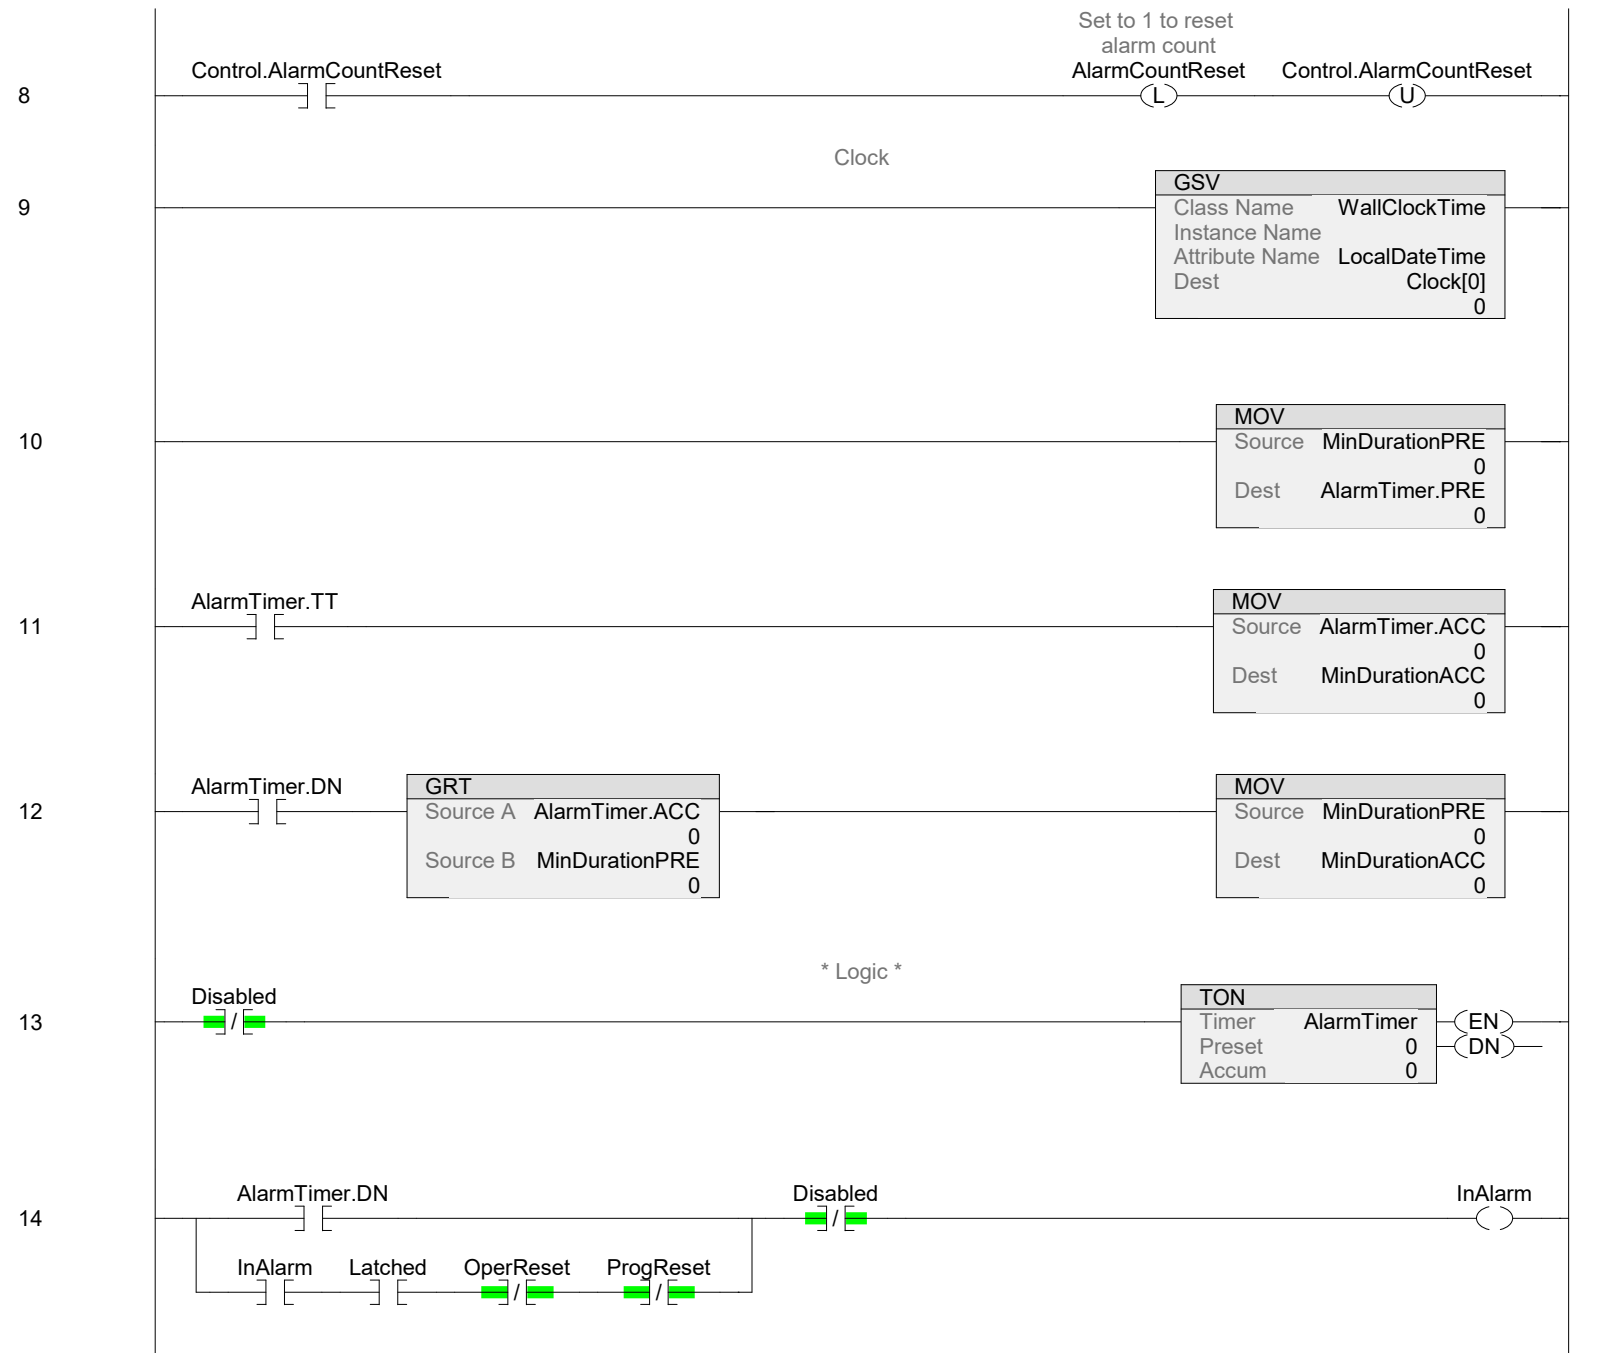 Set to 1 to reset
alarm count
Control.AlarmCountReset AlarmCountReset Control.AlarmCountReset
8 L U
Clock
GSV
9 Class Name WallClockTime
Instance Name
Attribute Name LocalDateTime
Dest Clock[0]
0
MOV
10 Source MinDurationPRE
0
Dest AlarmTimer.PRE
0
AlarmTimer.TT MOV
11 Source AlarmTimer.ACC
0
Dest MinDurationACC
0
AlarmTimer.DN GRT MOV
12 Source A AlarmTimer.ACC Source MinDurationPRE
0 0
Source B MinDurationPRE Dest MinDurationACC
0 0
* Logic *
Disabled TON
13 / Timer AlarmTimer EN
Preset 0 DN
Accum 0
AlarmTimer.DN Disabled InAlarm
14 /
InAlarm Latched OperReset ProgReset
/ /